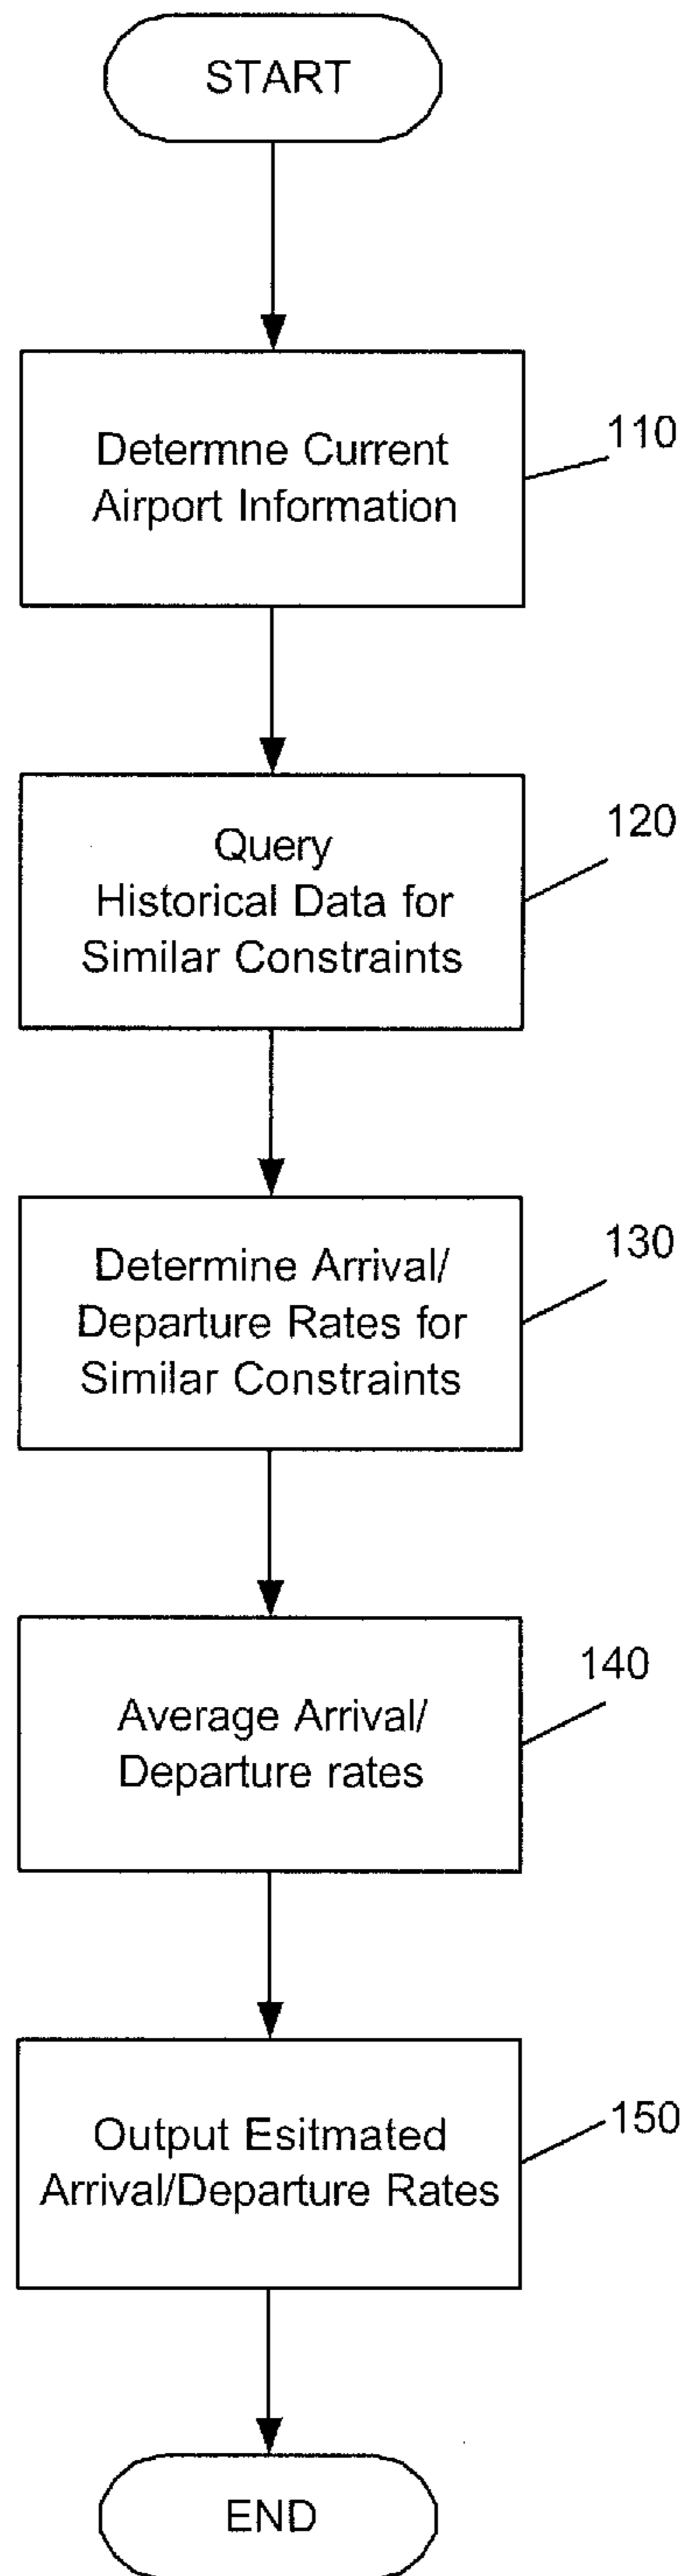 START
Determne Current
Airport Information
110
Query
Historical Data for
Similar Constraints
120
Determine Arrival/
Departure Rates for
Similar Constraints
130
Average Arrival/
Departure rates
140
Output Esitmated
Arrival/Departure Rates
150
END